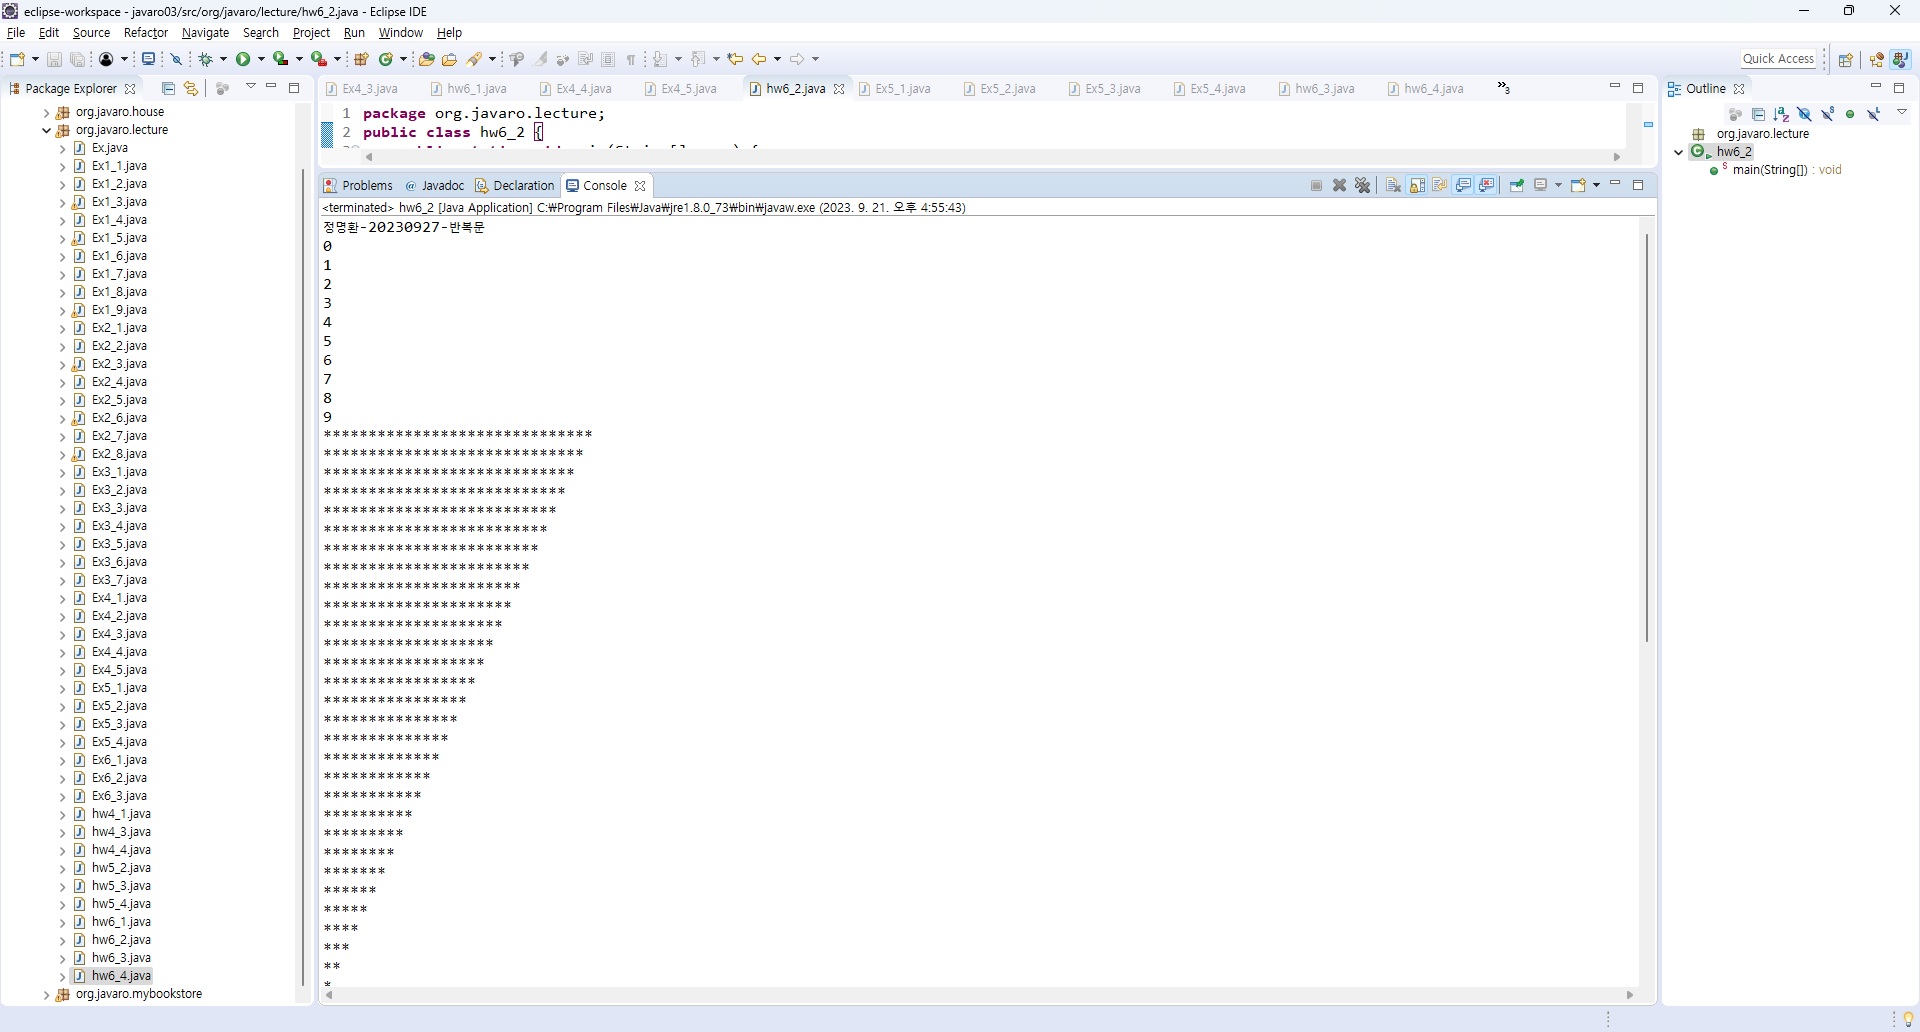 eclipse-workspace - javaro03/src/org/javaro/lecture/hw6_2.java - Eclipse IDE
File Edit Source Refactor Navigate Search Project Run Window Help
Quick Access
Package Explorer
org.javaro.house
org.javaro.lecture
Ex.java
Ex1_1.java
Ex1_2.java
Ex1_3.java
Ex1_4.java
Ex1_5.java
Ex1_6.java
Ex1_7.java
Ex1_8.java
Ex1_9.java
Ex2_1.java
Ex2_2.java
Ex2_3.java
Ex2_4.java
Ex2_5.java
Ex2_6.java
Ex2_7.java
Ex2_8.java
Ex3_1.java
Ex3_2.java
Ex3_3.java
Ex3_4.java
Ex3_5.java
Ex3_6.java
Ex3_7.java
Ex4_1.java
Ex4_2.java
Ex4_3.java
Ex4_4.java
Ex4_5.java
Ex5_1.java
Ex5_2.java
Ex5_3.java
Ex5_4.java
Ex6_1.java
Ex6_2.java
Ex6_3.java
hw4_1.java
hw4_3.java
hw4_4.java
hw5_2.java
hw5_3.java
hw5_4.java
hw6_1.java
hw6_2.java
hw6_3.java
hw6_4.java
org.javaro.mybookstore
Ex4_3.java hw6_1.java Ex4_4.java Ex4_5.java hw6_2.java Ex5_1.java Ex5_2.java Ex5_3.java Ex5_4.java hw6_3.java hw6_4.java »3
1 package org.javaro.lecture;
2 public class hw6_2 {
Problems @ Javadoc Declaration Console
<terminated> hw6_2 [Java Application] C:₩Program Files₩Java₩jre1.8.0_73₩bin₩javaw.exe (2023. 9. 21. 오후 4:55:43)
정명환-20230927-반복문
0
1
2
3
4
5
6
7
8
9
******************************
*****************************
****************************
***************************
**************************
*************************
************************
***********************
**********************
*********************
********************
*******************
******************
*****************
****************
***************
**************
*************
************
***********
**********
*********
********
*******
******
*****
****
***
**
*
Outline
org.javaro.lecture
hw6_2
main(String[]) : void